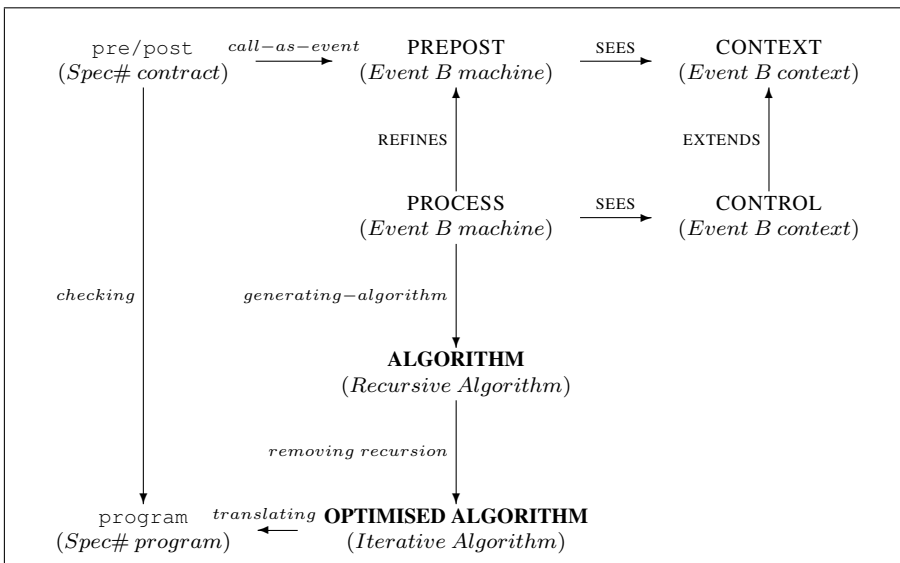 pre/post
(Spec# contract)
call−as−event
PREPOST
(Event B machine)
SEES
CONTEXT
(Event B context)
REFINES
EXTENDS
PROCESS
(Event B machine)
SEES
CONTROL
(Event B context)
checking
generating−algorithm
ALGORITHM
(Recursive Algorithm)
removing recursion
program
(Spec# program)
translating
OPTIMISED ALGORITHM
(Iterative Algorithm)